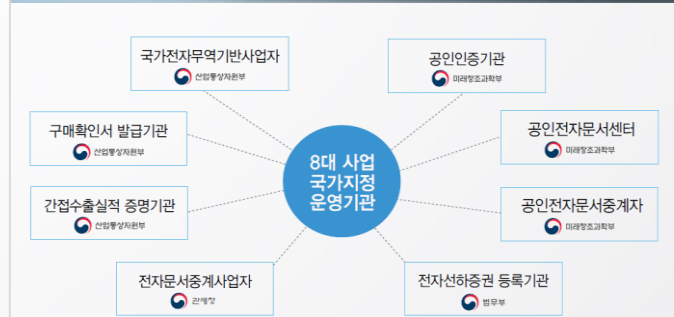 국가전자무역기반사업자
산업통상자원부
공인인증기관
미래창조과학부
구매확인서 발급기관
산업통상자원부
공인전자문서센터
미래창조과학부
8대 사업
국가지정
운영기관
간접수출실적 증명기관
산업통상자원부
공인전자문서중계자
미래창조과학부
전자문서중계사업자
관세청
전자선하증권 등록기관
법무부